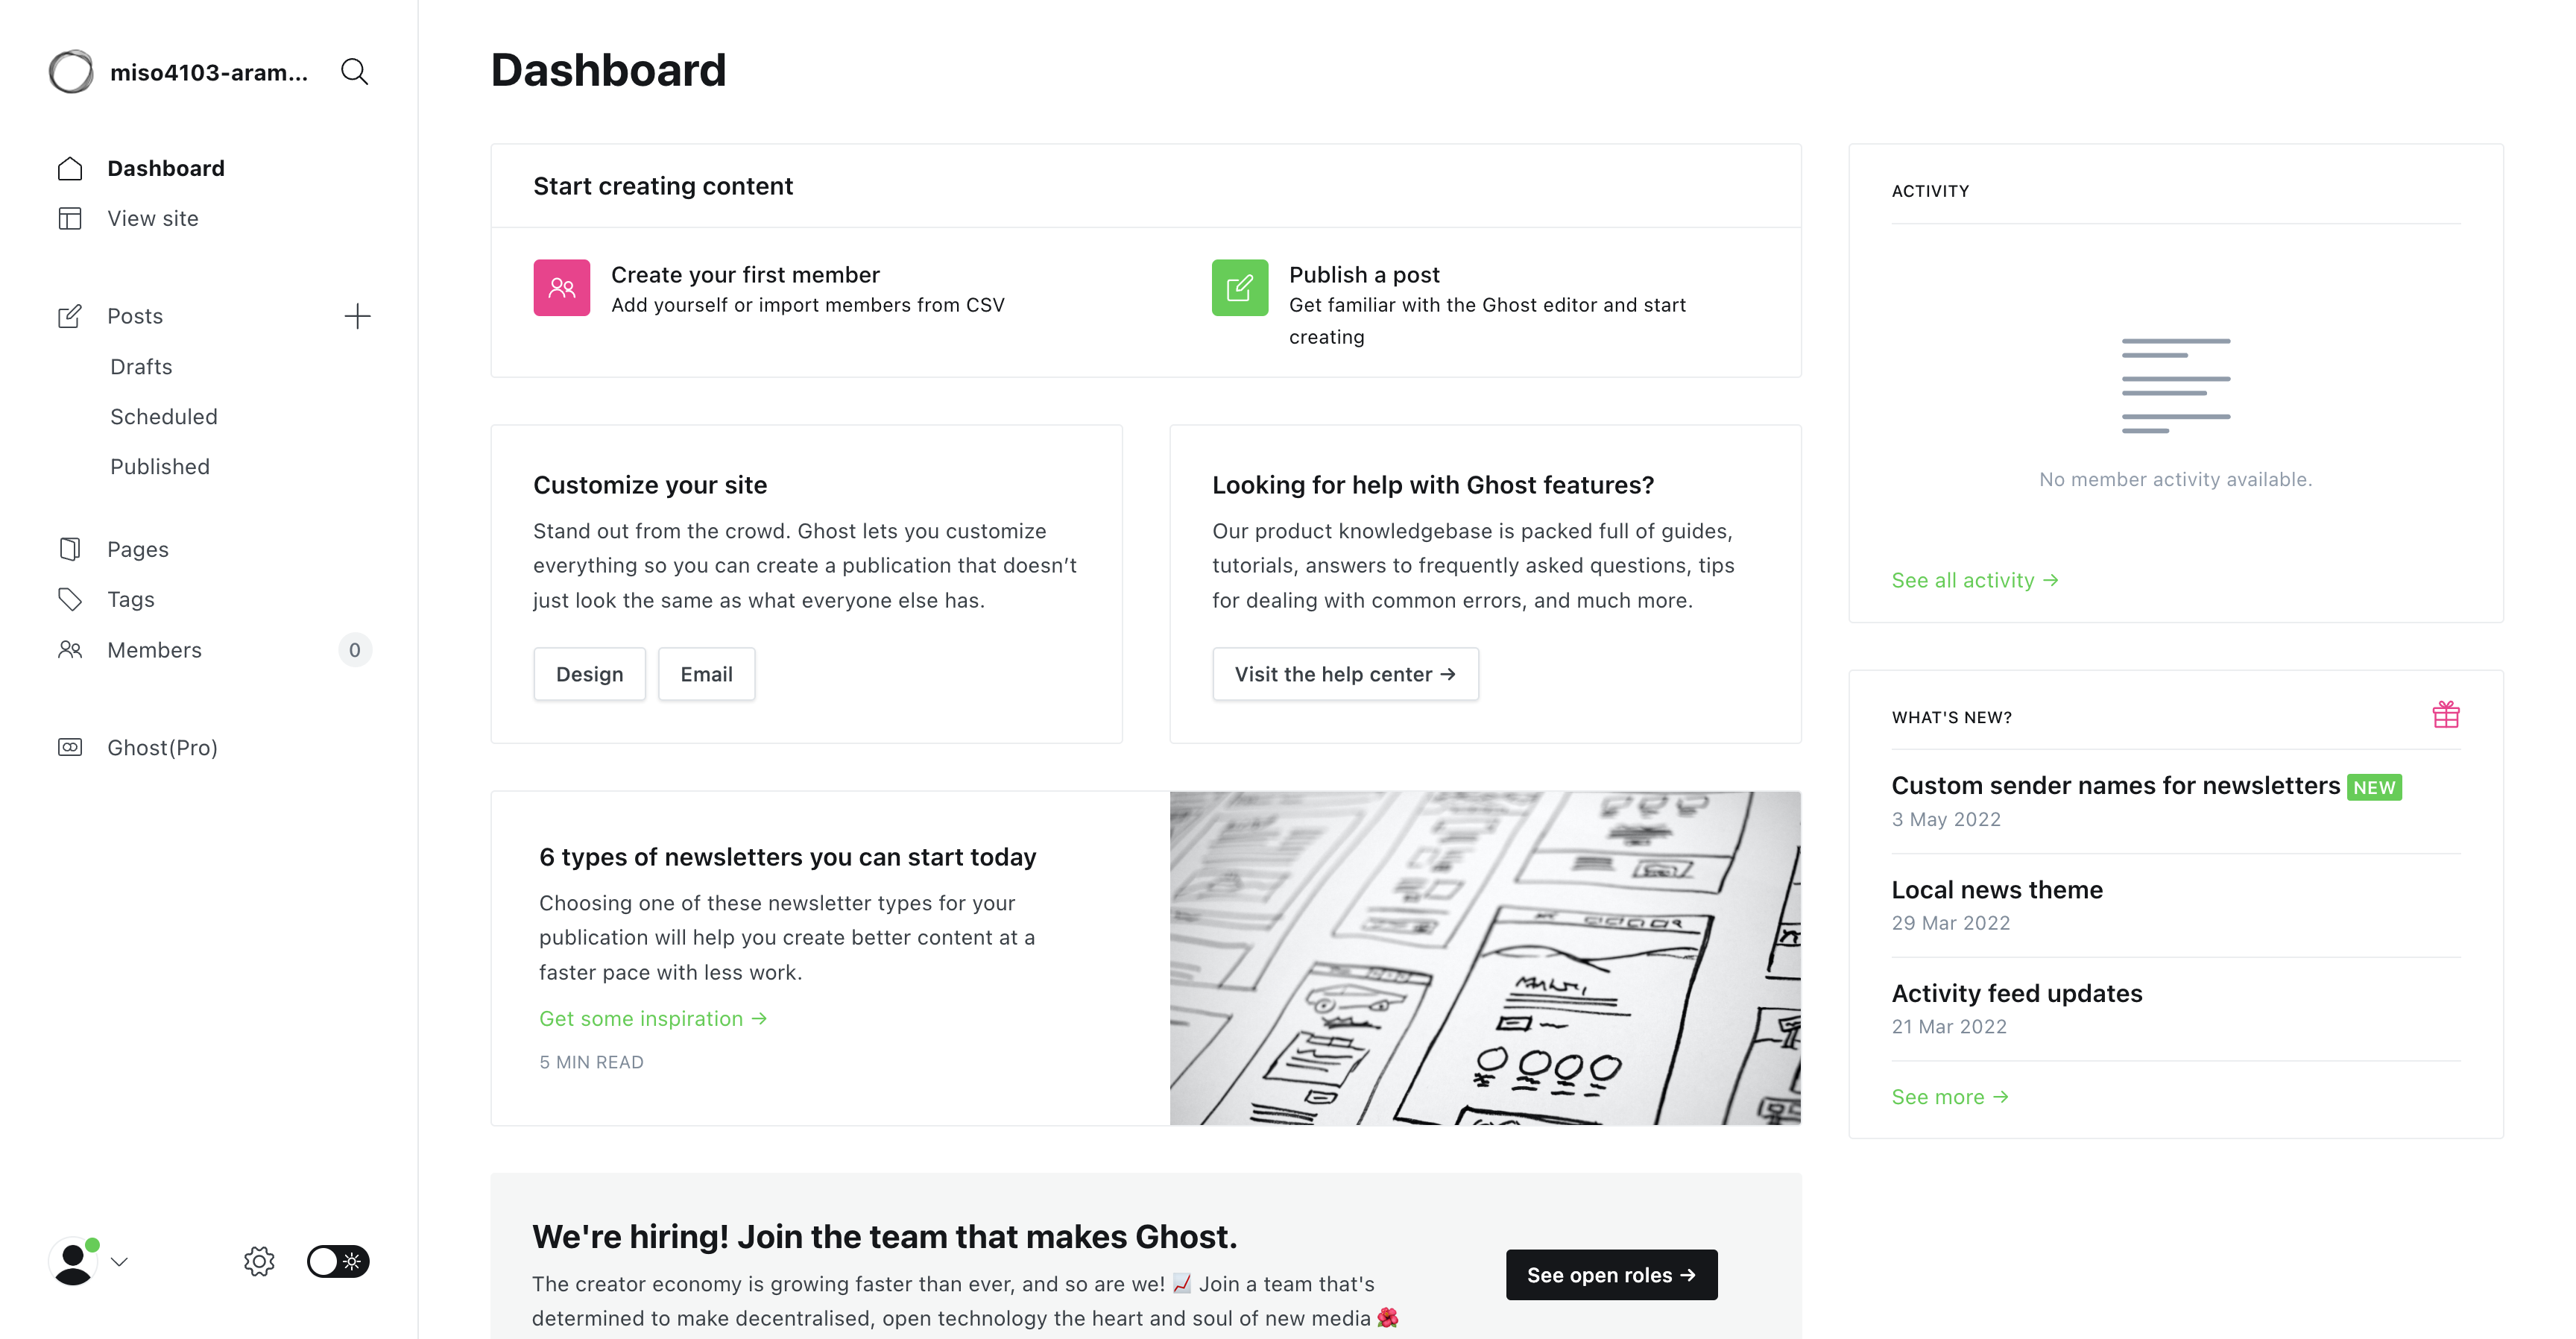 miso4103-aram...
Dashboard
View site
Posts
Drafts
Scheduled
Published
Pages
Tags
Members
0
Ghost(Pro)
Dashboard
Start creating content
Create your first member
Add yourself or import members from CSV
Publish a post
Get familiar with the Ghost editor and start
creating
Customize your site
Stand out from the crowd. Ghost lets you customize
everything so you can create a publication that doesn’t
just look the same as what everyone else has.
Design
Email
Looking for help with Ghost features?
Our product knowledgebase is packed full of guides,
tutorials, answers to frequently asked questions, tips
for dealing with common errors, and much more.
Visit the help center →
6 types of newsletters you can start today
Choosing one of these newsletter types for your
publication will help you create better content at a
faster pace with less work.
Get some inspiration →
5 MIN READ
We're hiring! Join the team that makes Ghost.
The creator economy is growing faster than ever, and so are we! 📈 Join a team that's
determined to make decentralised, open technology the heart and soul of new media 🌺
See open roles →
ACTIVITY
No member activity available.
See all activity →
WHAT'S NEW?
Custom sender names for newsletters NEW
3 May 2022
Local news theme
29 Mar 2022
Activity feed updates
21 Mar 2022
See more →